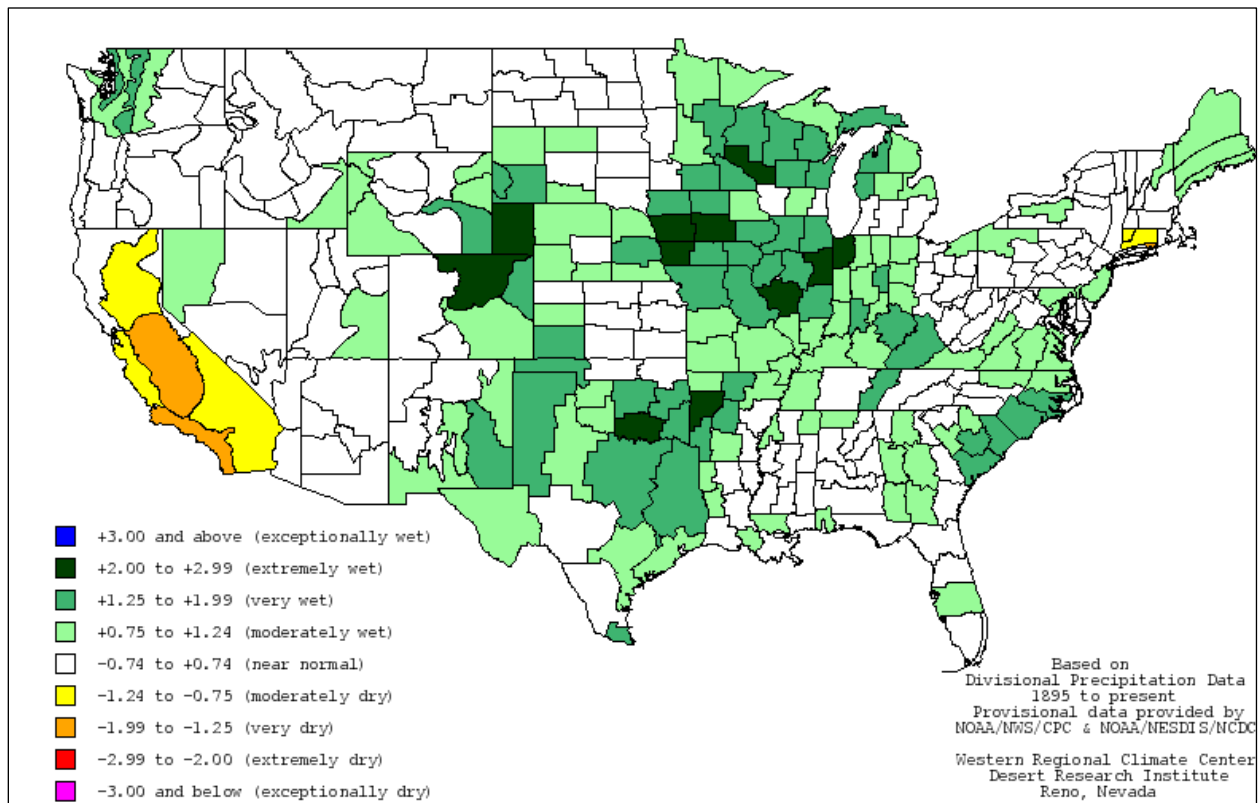 +3.00 and above (exceptionally wet)
+2.00 to +2.99 (extremely wet)
+1.25 to +1.99 (very wet)
+0.75 to +1.24 (moderately wet)
-0.74 to +0.74 (near normal)
-1.24 to -0.75 (moderately dry)
-1.99 to -1.25 (very dry)
-2.99 to -2.00 (extremely dry)
-3.00 and below (exceptionally dry)
Based on
Divisional Precipitation Data
1895 to present
Provisional data provided by
NOAA/NWS/CPC & NOAA/NESDIS/NCDC
Western Regional Climate Center
Desert Research Institute
Reno, Nevada